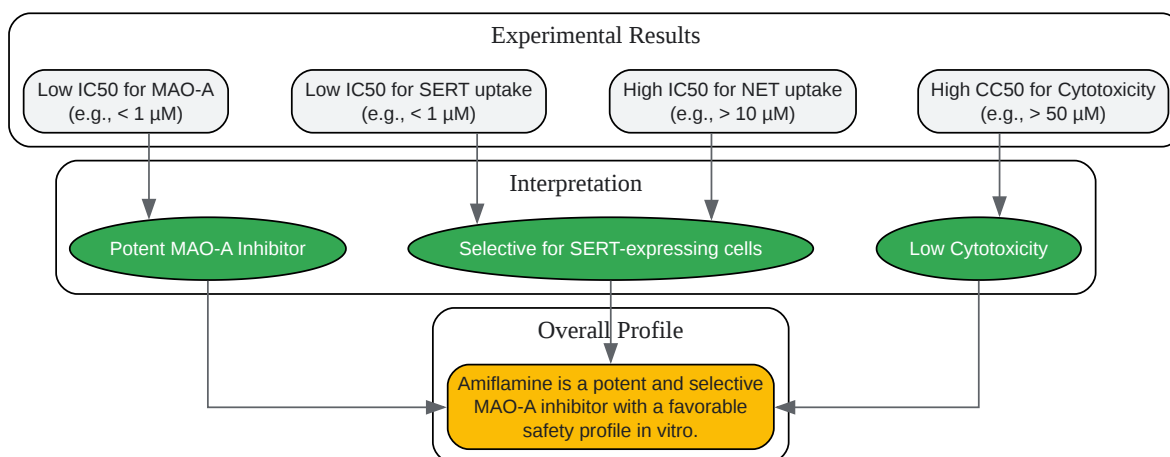 Experimental Results
Low IC50 for MAO-A
(e.g., < 1 µM)
Low IC50 for SERT uptake
(e.g., < 1 µM)
High IC50 for NET uptake
(e.g., > 10 µM)
High CC50 for Cytotoxicity
(e.g., > 50 µM)
Interpretation
Potent MAO-A Inhibitor
Selective for SERT-expressing cells
Low Cytotoxicity
Overall Profile
Amiflamine is a potent and selective
MAO-A inhibitor with a favorable
safety profile in vitro.